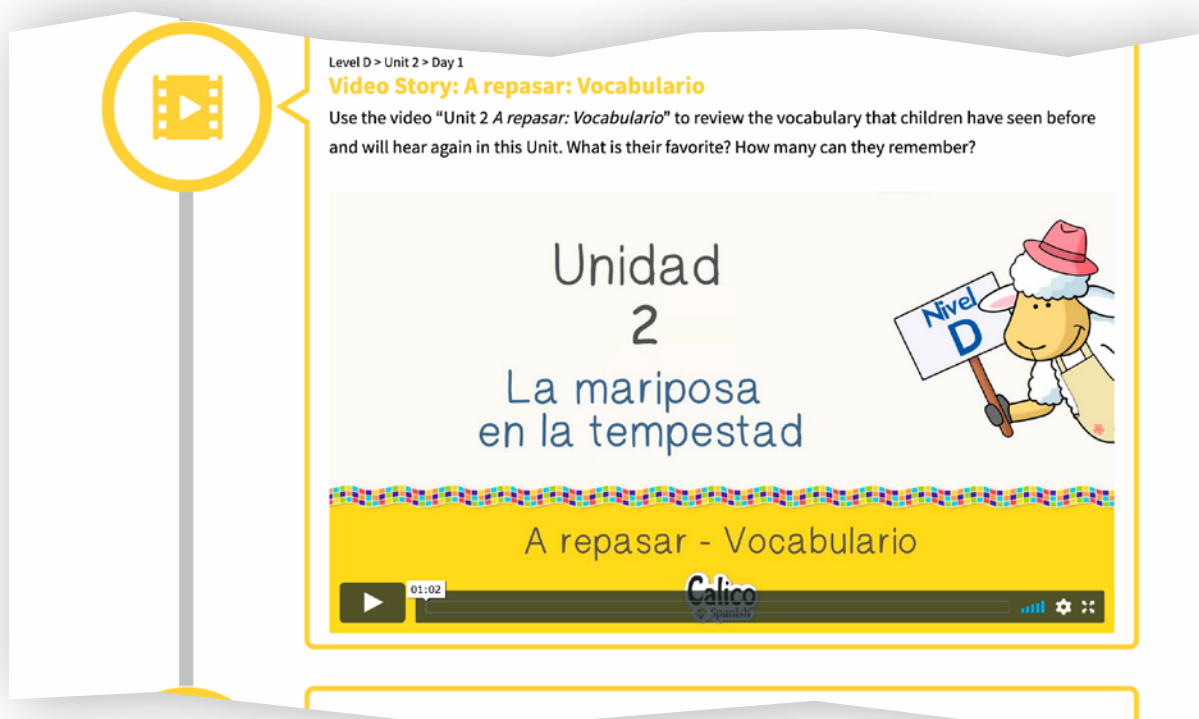 Level D > Unit 2 > Day 1
Video Story: A repasar: Vocabulario
Use the video “Unit 2 A repasar: Vocabulario” to review the vocabulary that children have seen before
and will hear again in this Unit. What is their favorite? How many can they remember?
Unidad
2
Nivel
D
La mariposa
en la tempestad
A repasar - Vocabulario
01:02
Calico
Spanish